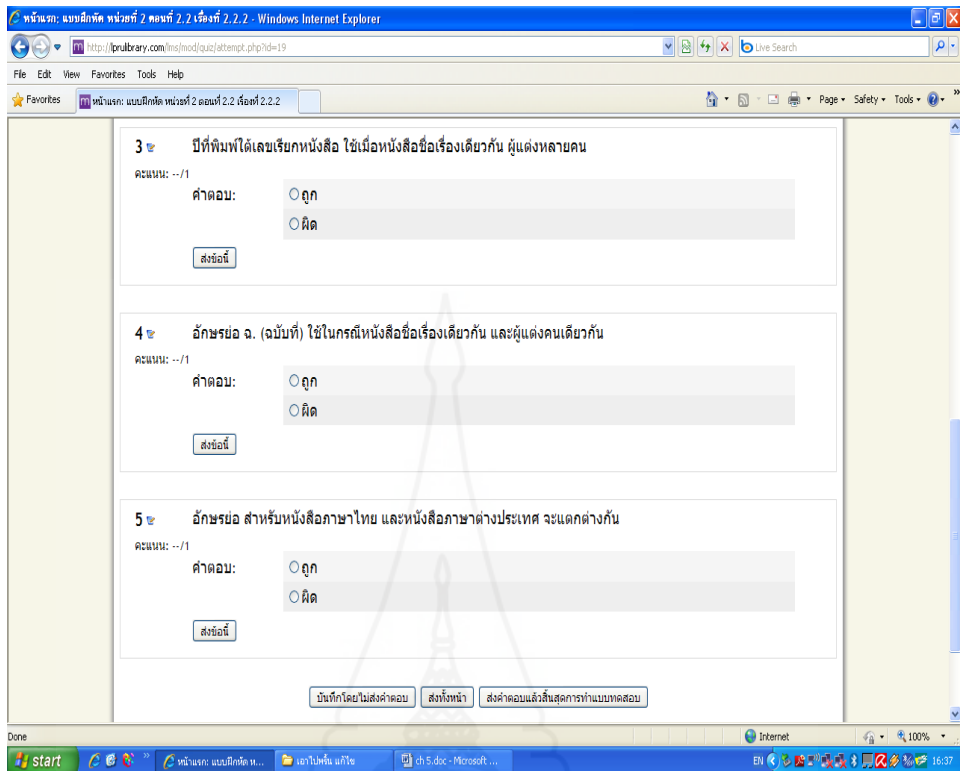 หน้าแรก: แบบฝึกหัด หน่วยที่ 2 ตอนที่ 2.2 เรื่องที่ 2.2.2 - Windows Internet Explorer
http://lprulibrary.com/lms/mod/quiz/attempt.php?id=19
Live Search
File Edit View Favorites Tools Help
Favorites
หน้าแรก: แบบฝึกหัด หน่วยที่ 2 ตอนที่ 2.2 เรื่องที่ 2.2.2
Page Safety Tools
3 ปีที่พิมพ์ใต้เลขเรียกหนังสือ ใช้เมื่อหนังสือชื่อเรื่องเดียวกัน ผู้แต่งหลายคน
คะแนน: --/1
คำตอบ: ถูก
ผิด
ส่งข้อนี้
4 อักษรย่อ ฉ. (ฉบับที่) ใช้ในกรณีหนังสือชื่อเรื่องเดียวกัน และผู้แต่งคนเดียวกัน
คะแนน: --/1
คำตอบ: ถูก
ผิด
ส่งข้อนี้
5 อักษรย่อ สำหรับหนังสือภาษาไทย และหนังสือภาษาต่างประเทศ จะแตกต่างกัน
คะแนน: --/1
คำตอบ: ถูก
ผิด
ส่งข้อนี้
บันทึกโดยไม่ส่งคำตอบ ส่งทั้งหน้า ส่งคำตอบแล้วสิ้นสุดการทำแบบทดสอบ
Done Internet 100%
start หน้าแรก: แบบฝึกหัด ห... เอาไปพริ้น แก้ไข ch 5.doc - Microsoft ... EN 16:37